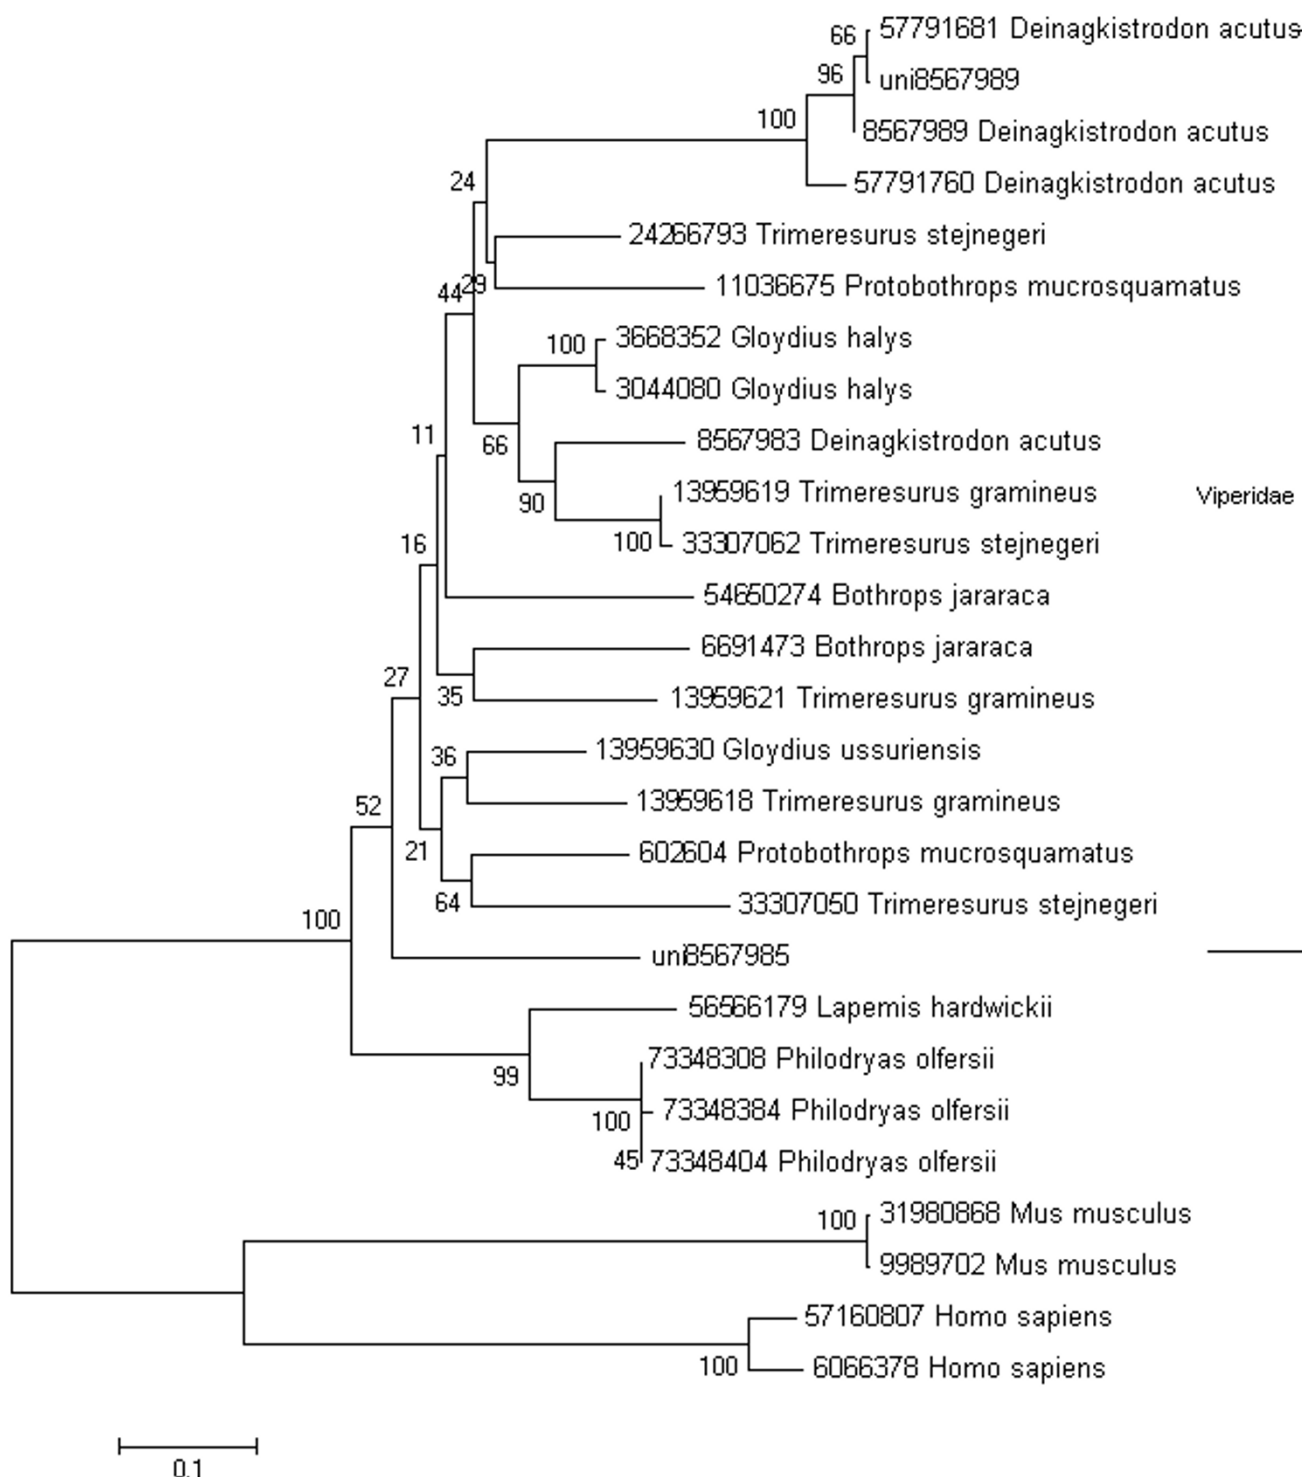 66
57791681 Deinagkistrodon acutus
uni8567989
96
8567989 Deinagkistrodon acutus
100
57791760 Deinagkistrodon acutus
24
24266793 Trimeresurus stejnegeri
29
11036675 Protobothrops mucrosquamatus
44
100
3668352 Gloydius halys
3044080 Gloydius halys
11
66
8567983 Deinagkistrodon acutus
90
13959619 Trimeresurus gramineus
Viperidae
100
33307062 Trimeresurus stejnegeri
16
54650274 Bothrops jararaca
6691473 Bothrops jararaca
27
35
13959621 Trimeresurus gramineus
36
13959630 Gloydius ussuriensis
13959618 Trimeresurus gramineus
52
21
602604 Protobothrops mucrosquamatus
64
33307050 Trimeresurus stejnegeri
100
uni8567985
56566179 Lapemis hardwickii
99
73348308 Philodryas olfersii
100
73348384 Philodryas olfersii
45
73348404 Philodryas olfersii
100
31980868 Mus musculus
9989702 Mus musculus
57160807 Homo sapiens
100
6066378 Homo sapiens
0.1